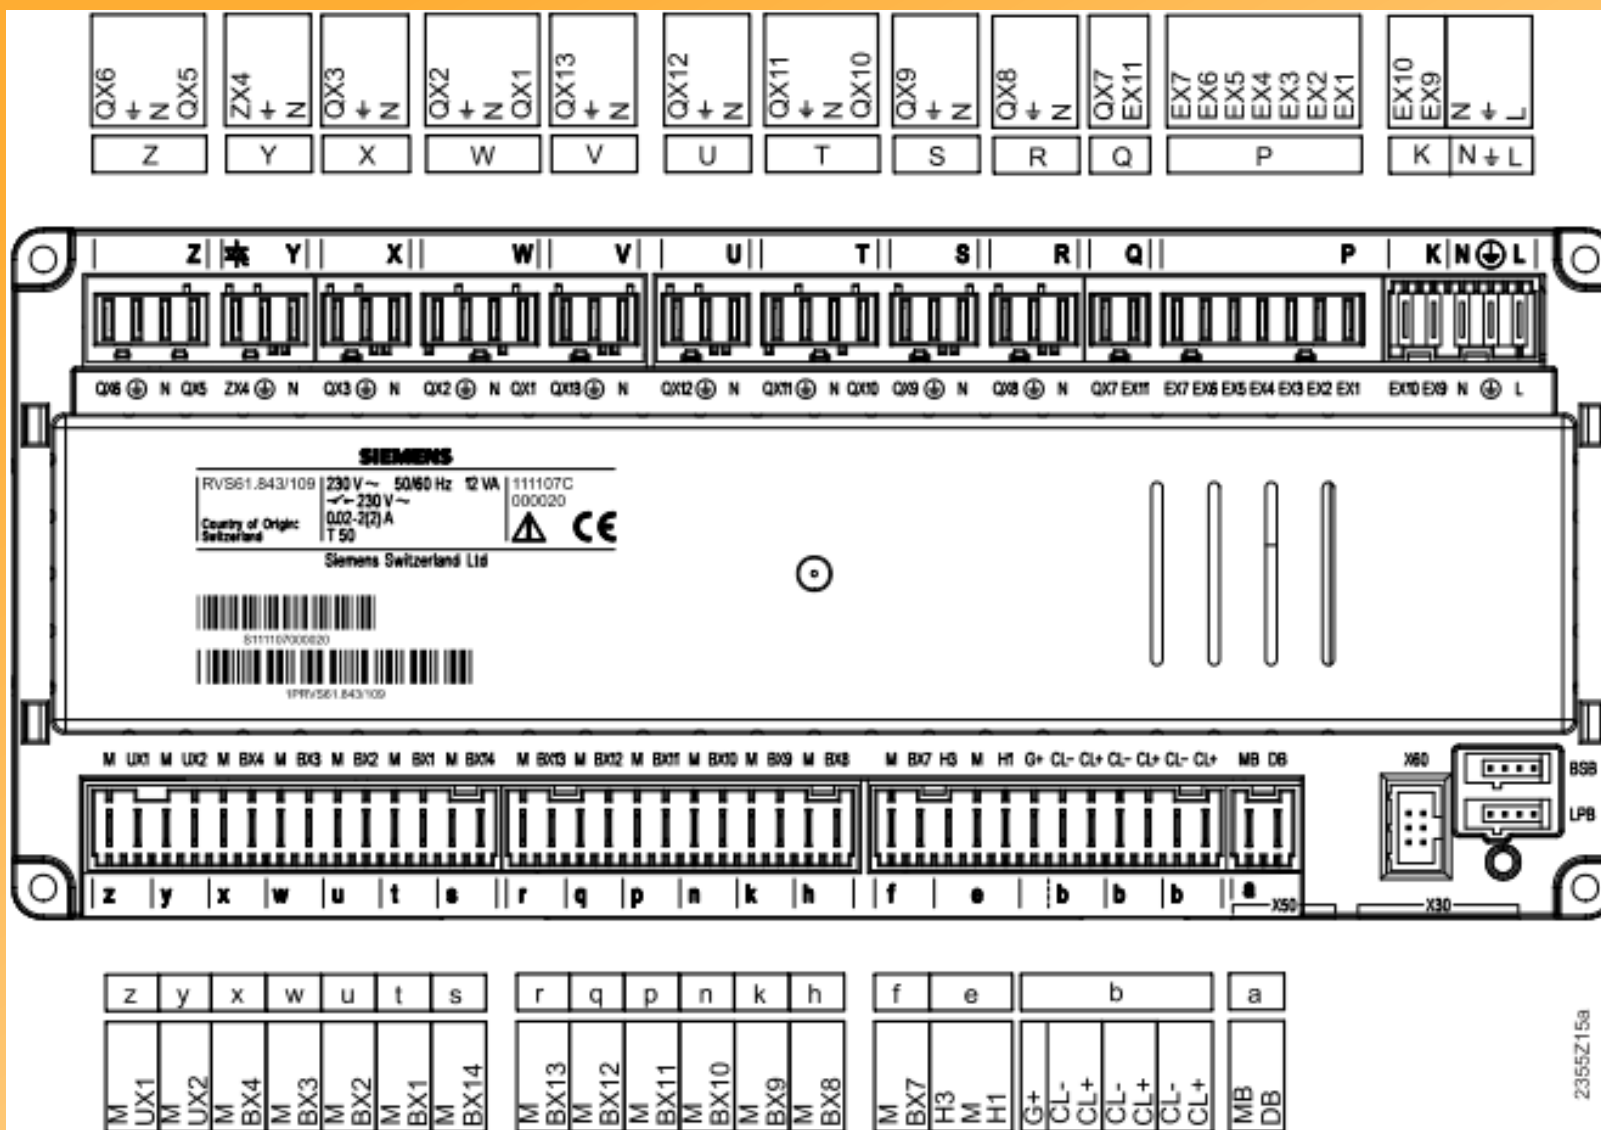 QX6 ⏚ N QX5 ZX4 ⏚ N QX3 ⏚ N QX2 ⏚ N QX1 QX13 ⏚ N QX12 ⏚ N QX11 ⏚ N QX10 QX9 ⏚ N QX8 ⏚ N QX7 EX11 EX7 EX6 EX5 EX4 EX3 EX2 EX1 EX10 EX9 N ⏚ L
Z Y X W V U T S R Q P K N ⏚ L
Z Y X W V U T S R Q P K N ⏚ L
QX6 ⏚ N QX5 ZX4 ⏚ N QX3 ⏚ N QX2 ⏚ N QX1 QX13 ⏚ N QX12 ⏚ N QX11 ⏚ N QX10 QX9 ⏚ N QX8 ⏚ N QX7 EX11 EX7 EX6 EX5 EX4 EX3 EX2 EX1 EX10 EX9 N ⏚ L
SIEMENS
RVS61.843/109 230 V ~ 50/60 Hz 12 VA 111107C
230 V ~ 000020
0.02-2(2) A
Country of Origin:
Switzerland T 50 CE
Siemens Switzerland Ltd
S111107000020
1PRVS61.843/109
M UX1 M UX2 M BX4 M BX3 M BX2 M BX1 M BX14 M BX13 M BX12 M BX11 M BX10 M BX9 M BX8 M BX7 H3 M H1 G+ CL- CL+ CL- CL+ CL- CL+ MB DB X60 BSB
LPB
z y x w u t s r q p n k h f e b b b a
X50 X30
z y x w u t s r q p n k h f e b a
M UX1 M UX2 M BX4 M BX3 M BX2 M BX1 M BX14 M BX13 M BX12 M BX11 M BX10 M BX9 M BX8 M BX7 H3 M H1 G+ CL- CL+ CL- CL+ CL- CL+ MB DB
2355Z15a